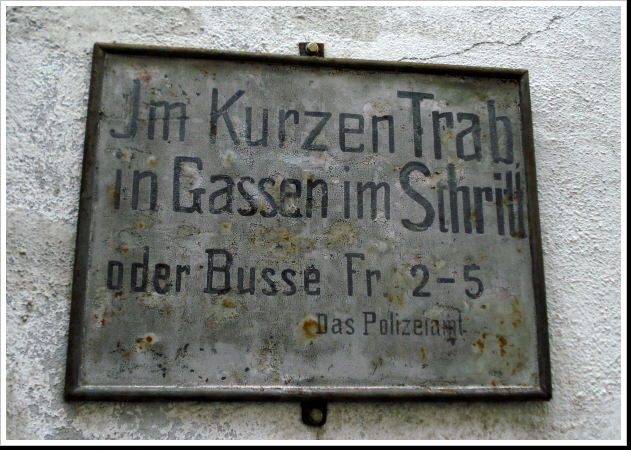 Jm Kurzen Trab,
in Gassen im Schritt
oder Busse Fr. 2-5
Das Polizeiamt.